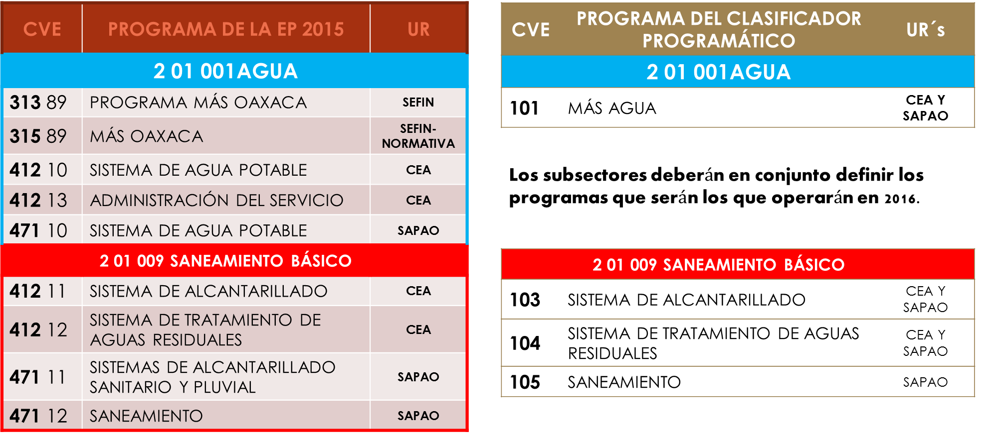 CVE PROGRAMA DE LA EP 2015 UR
2 01 001AGUA
313 89 PROGRAMA MÁS OAXACA SEFIN
315 89 MÁS OAXACA SEFIN-
NORMATIVA
412 10 SISTEMA DE AGUA POTABLE CEA
412 13 ADMINISTRACIÓN DEL SERVICIO CEA
471 10 SISTEMA DE AGUA POTABLE SAPAO
2 01 009 SANEAMIENTO BÁSICO
412 11 SISTEMA DE ALCANTARILLADO CEA
412 12 SISTEMA DE TRATAMIENTO DE
AGUAS RESIDUALES CEA
471 11 SISTEMAS DE ALCANTARILLADO
SANITARIO Y PLUVIAL SAPAO
471 12 SANEAMIENTO SAPAO
CVE PROGRAMA DEL CLASIFICADOR
PROGRAMÁTICO UR´s
2 01 001AGUA
101 MÁS AGUA CEA Y
SAPAO
Los subsectores deberán en conjunto definir los
programas que serán los que operarán en 2016.
2 01 009 SANEAMIENTO BÁSICO
103 SISTEMA DE ALCANTARILLADO CEA Y
SAPAO
104 SISTEMA DE TRATAMIENTO DE AGUAS
RESIDUALES CEA Y
SAPAO
105 SANEAMIENTO SAPAO